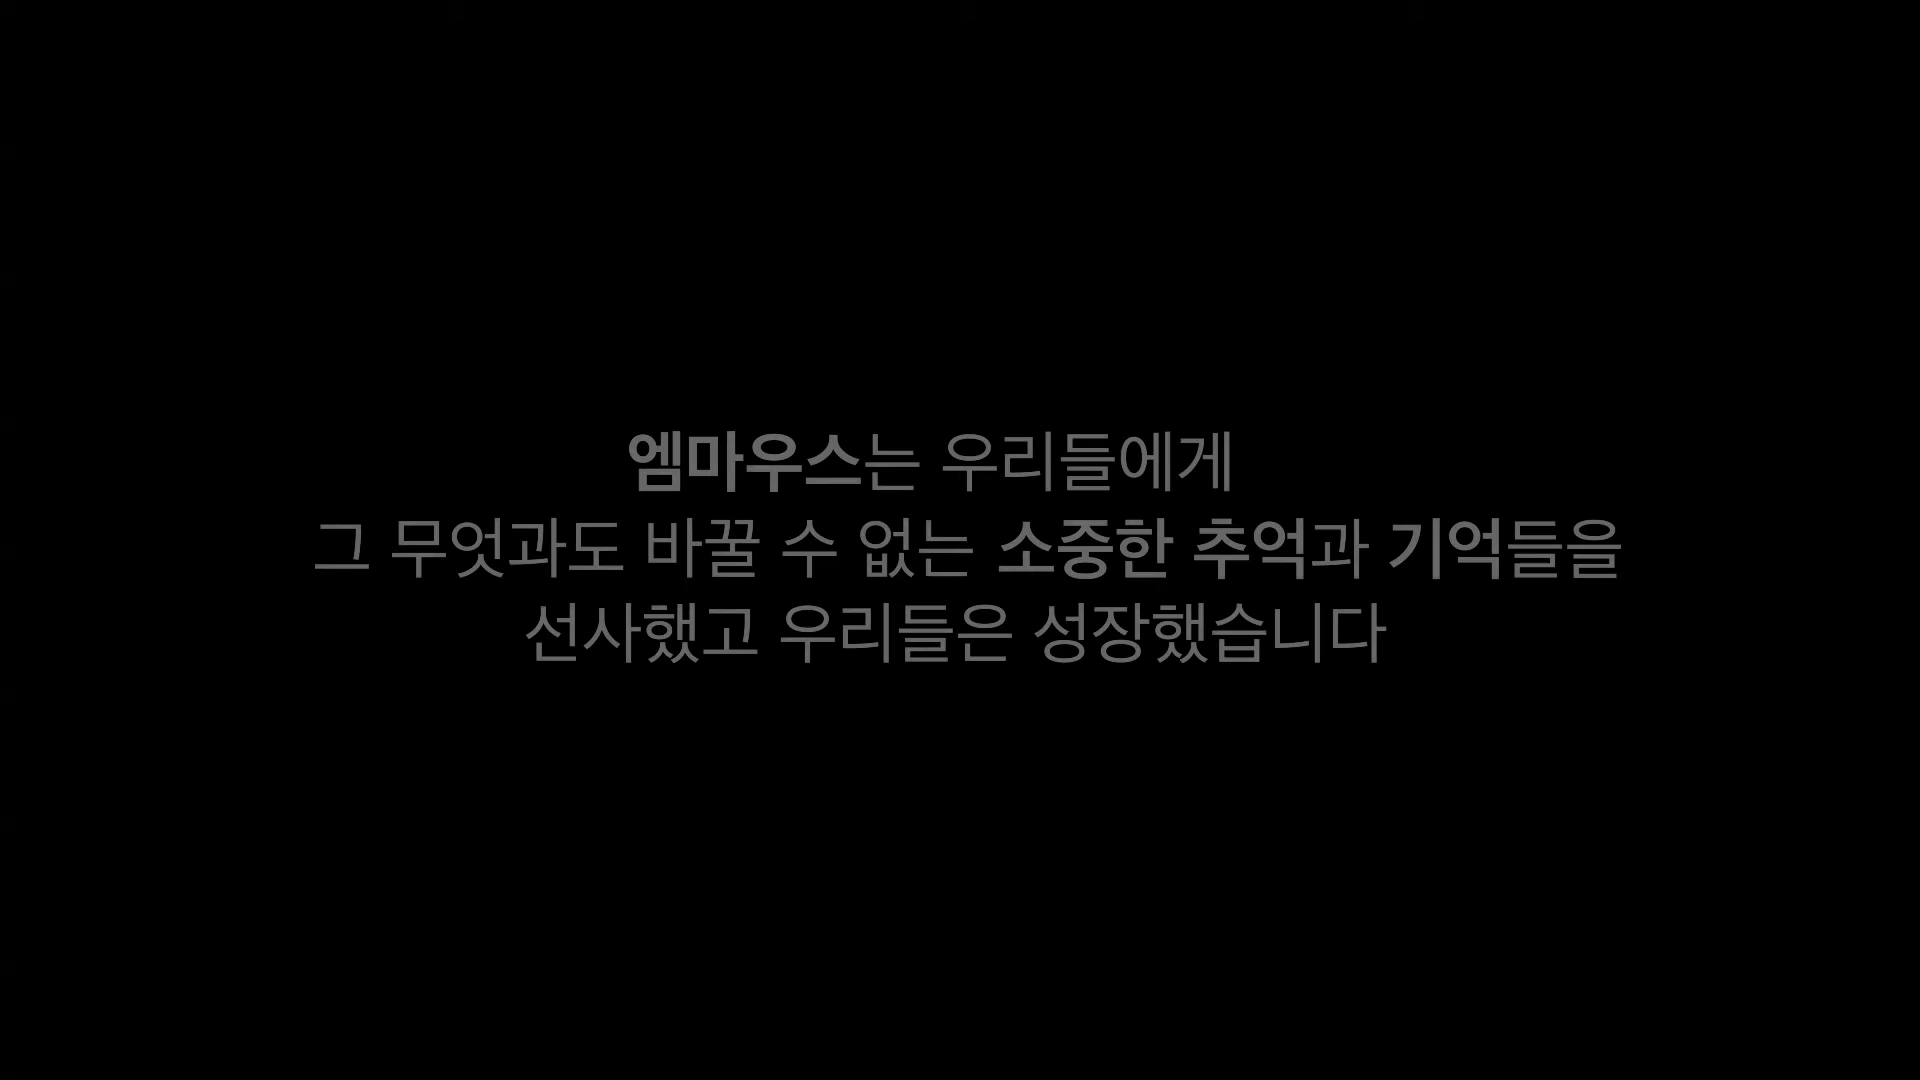 엠마우스는 우리들에게
그 무엇과도 바꿀 수 없는 소중한 추억과 기억들을
선사했고 우리들은 성장했습니다